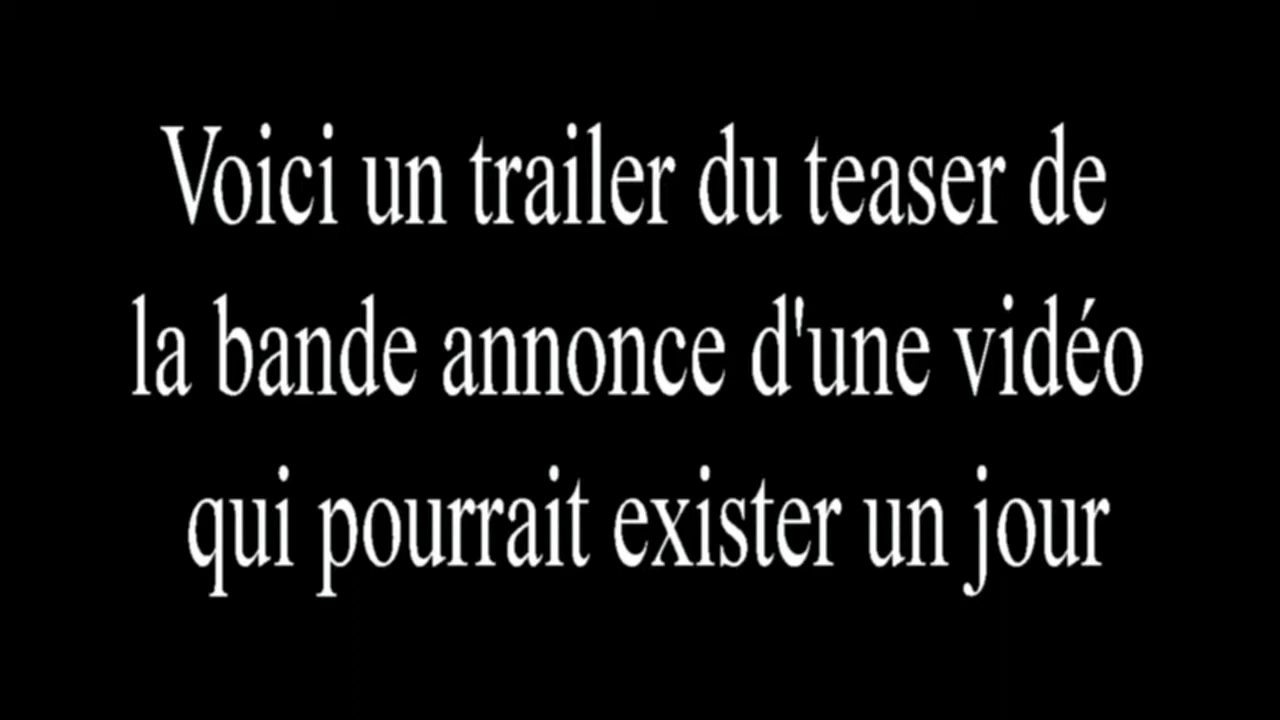 Voici un trailer du teaser de
la bande annonce d'une vidéo
qui pourrait exister un jour